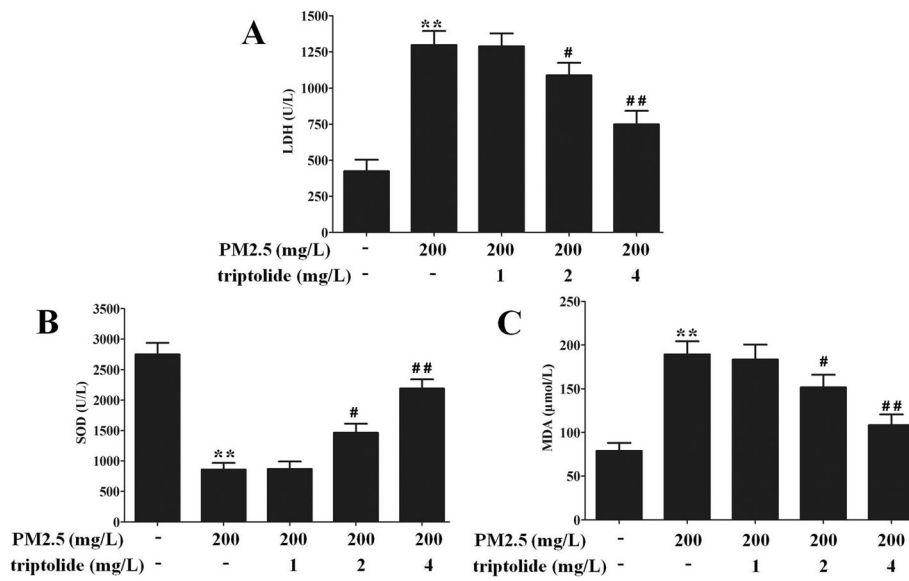 A
LDH (U/L)
1500
1250
1000
750
500
250
0
**
#
##
PM2.5 (mg/L) - 200 200 200 200
triptolide (mg/L) - - 1 2 4
B
SOD (U/L)
3500
3000
2500
2000
1500
1000
500
0
**
#
##
PM2.5 (mg/L) - 200 200 200 200
triptolide (mg/L) - - 1 2 4
C
MDA (μmol/L)
250
200
150
100
50
0
**
#
##
PM2.5 (mg/L) - 200 200 200 200
triptolide (mg/L) - - 1 2 4